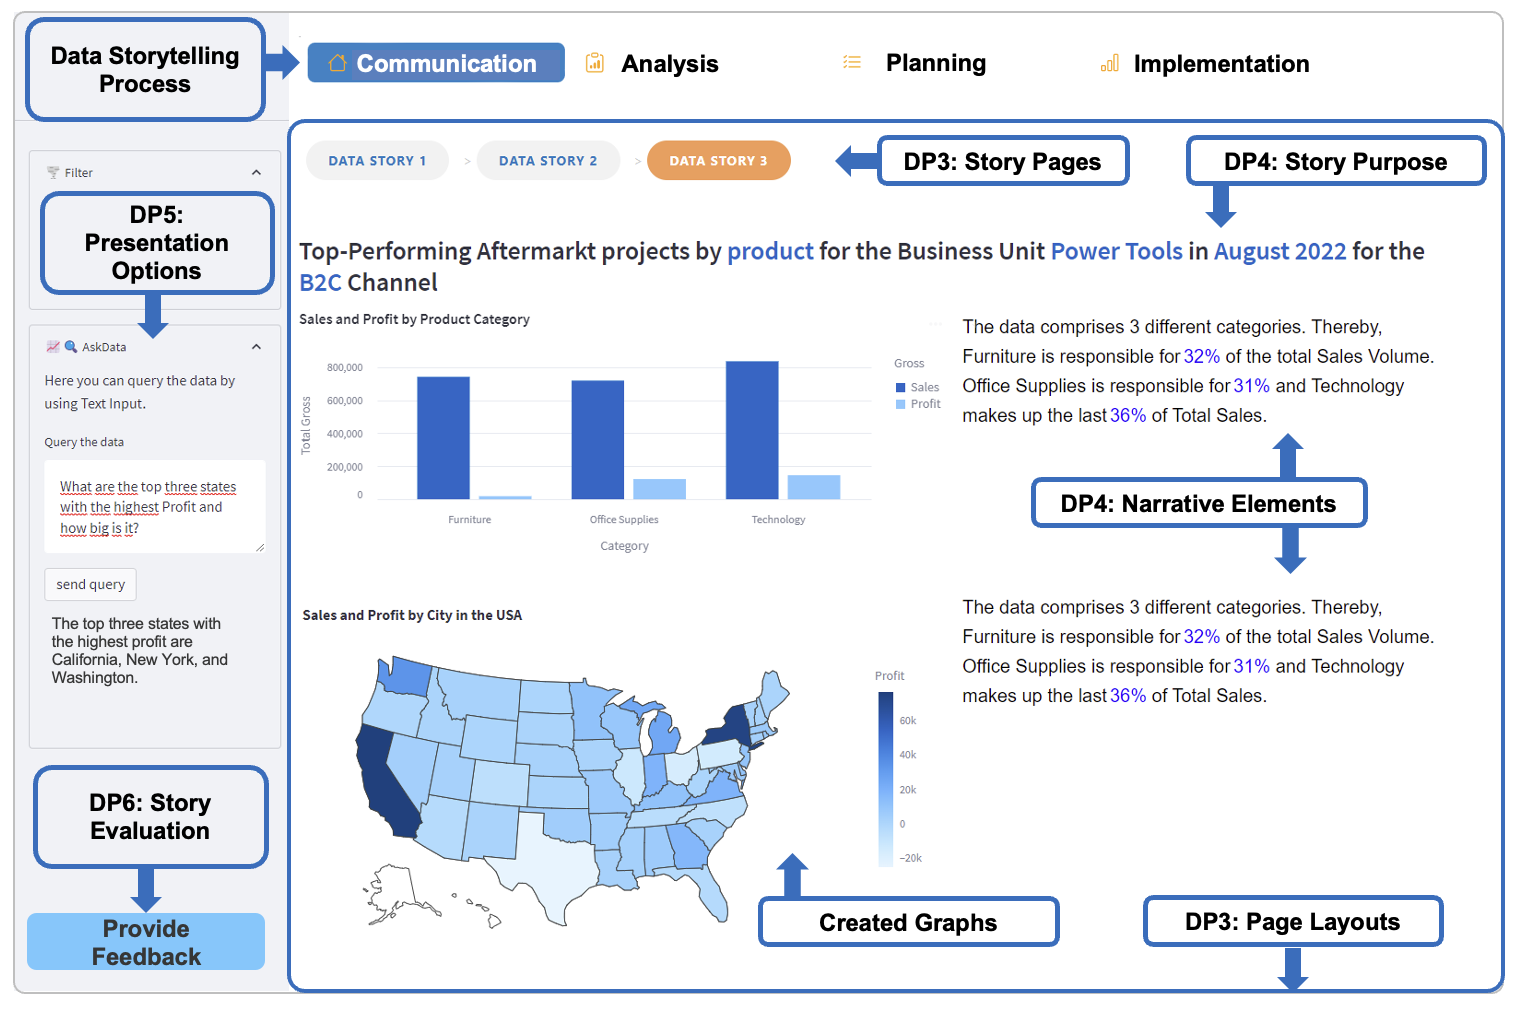 Data Storytelling
Process
Communication
Analysis
Planning
Implementation
DATA STORY 1
>
DATA STORY 2
>
DATA STORY 3
DP3: Story Pages
DP4: Story Purpose
Filter
DP5:
Presentation
Options
AskData
Here you can query the data by
using Text Input.
Query the data
What are the top three states
with the highest Profit and
how big is it?
send query
The top three states with
the highest profit are
California, New York, and
Washington.
DP6: Story
Evaluation
Provide
Feedback
Top-Performing Aftermarkt projects by product for the Business Unit Power Tools in August 2022 for the
B2C Channel
Sales and Profit by Product Category
Total Gross
800,000
600,000
400,000
200,000
0
Furniture
Office Supplies
Technology
Category
Gross
Sales
Profit
The data comprises 3 different categories. Thereby,
Furniture is responsible for 32% of the total Sales Volume.
Office Supplies is responsible for 31% and Technology
makes up the last 36% of Total Sales.
DP4: Narrative Elements
Sales and Profit by City in the USA
Profit
60k
40k
20k
0
−20k
The data comprises 3 different categories. Thereby,
Furniture is responsible for 32% of the total Sales Volume.
Office Supplies is responsible for 31% and Technology
makes up the last 36% of Total Sales.
Created Graphs
DP3: Page Layouts